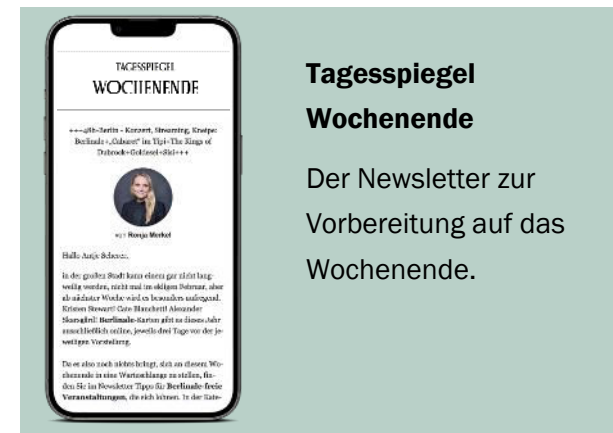 TAGESSPIEGEL
WOCHENENDE
+++48h-Berlin - Konzert, Streaming, Kneipe:
Berlinale+„Cabaret“ im Tipi+The Kings of
Dubrock+Goldesel+Sisi+++
von Ronja Merkel
Hallo Antje Scherer,
in der großen Stadt kann einem gar nicht lang-
weilig werden, nicht mal im ekligen Februar, aber
ab nächster Woche wird es besonders aufregend.
Kristen Stewart! Cate Blanchett! Alexander
Skarsgård! Berlinale-Karten gibt es dieses Jahr
ausschließlich online, jeweils drei Tage vor der je-
weiligen Vorstellung.
Da es also noch nichts bringt, sich an diesem Wo-
chenende in eine Warteschlange zu stellen, fin-
den Sie im Newsletter Tipps für Berlinale-freie
Veranstaltungen, die sich lohnen. In der Kate-
Tagesspiegel
Wochenende
Der Newsletter zur
Vorbereitung auf das
Wochenende.